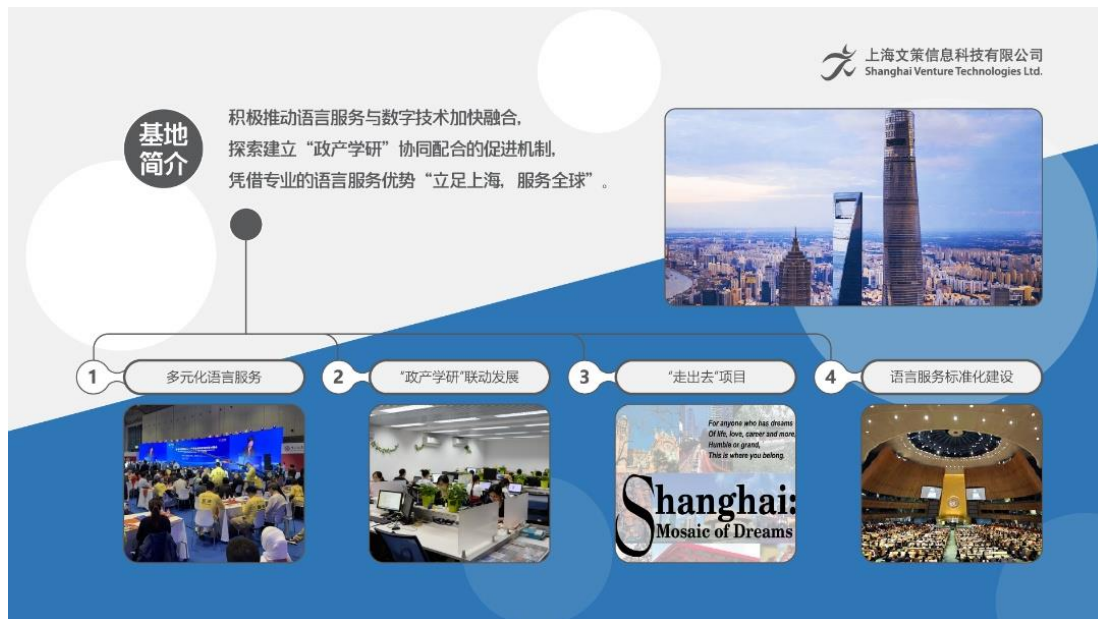 上海文策信息科技有限公司
Shanghai Venture Technologies Ltd.
基地
简介
积极推动语言服务与数字技术加快融合，
探索建立“政产学研”协同配合的促进机制，
凭借专业的语言服务优势“立足上海，服务全球”。
1
多元化语言服务
2
“政产学研”联动发展
3
“走出去”项目
4
语言服务标准化建设
For anyone who has dreams
Of life, love, career and more.
Humble or grand,
This is where you belong.
Shanghai:
Mosaic of Dreams